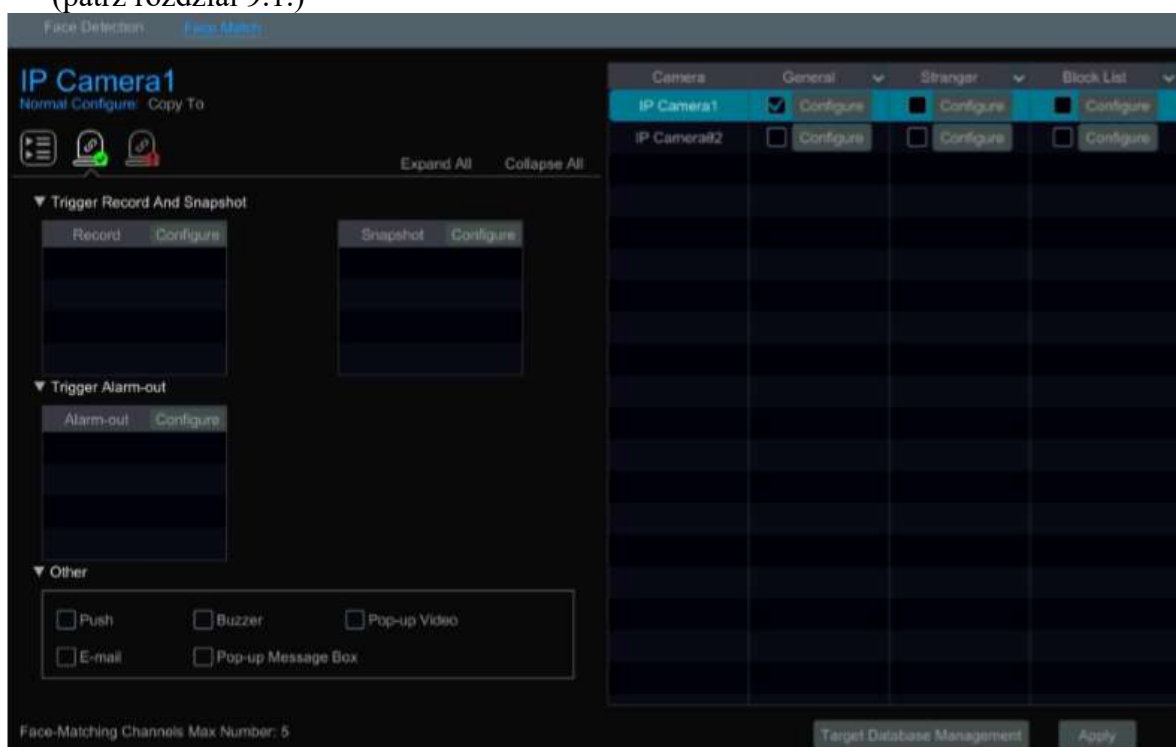 (patrz rozdział 9.1.)
Face Detection Face Match
IP Camera1
Normal Configure: Copy To
Expand All Collapse All
Trigger Record And Snapshot
Record Configure Snapshot Configure
Trigger Alarm-out
Alarm-out Configure
Other
Push Buzzer Pop-up Video
E-mail Pop-up Message Box
Face-Matching Channels Max Number: 5
Camera General Stranger Block List
IP Camera1 Configure Configure Configure
IP Camera02 Configure Configure Configure
Target Database Management Apply